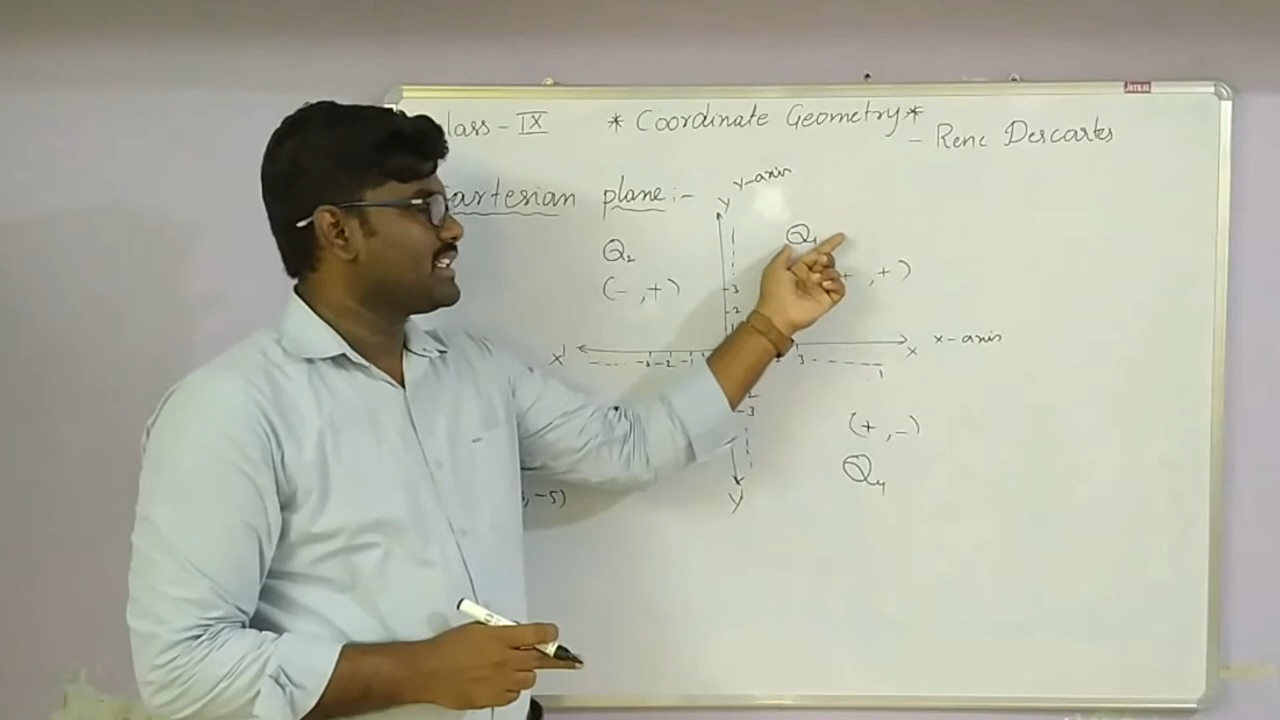 lass - IX * Coordinate Geometry *
- Rene Descartes
artesian plane :-
y-axis
y
Q₂
Q₁
(- , +)
+ , +)
3
2
1
x-axis
x'
x
-3 -2 -1
3
-3
(+ , -)
Q₄
, -5)
y'